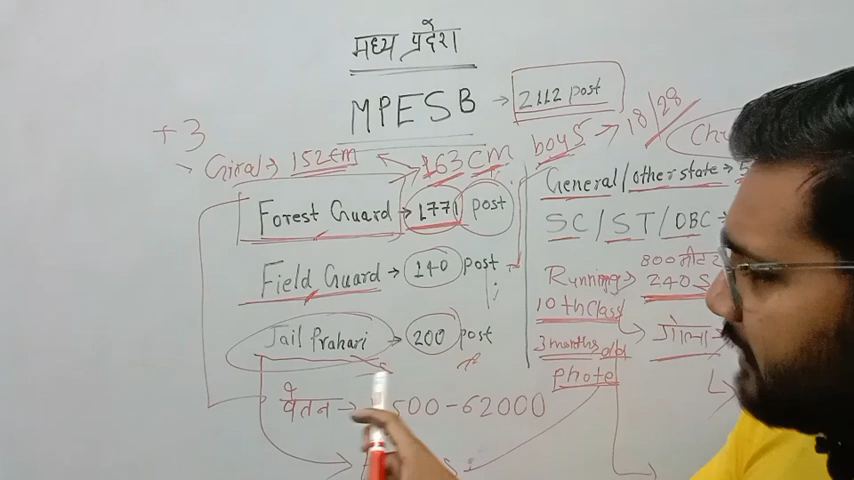 मध्य प्रदेश
MPESB → 2112 post
+3
Giral → 152 cm
163 CM
boys → 18/28
Forest Guard → 1771 post
Field Guard → 140 post
Jail Prahari → 200 post
वेतन → 500-62000
General/other state →
SC/ST/OBC →
Running → 800 मीटर
240 S
10th Class
3 months old
photo
गोला